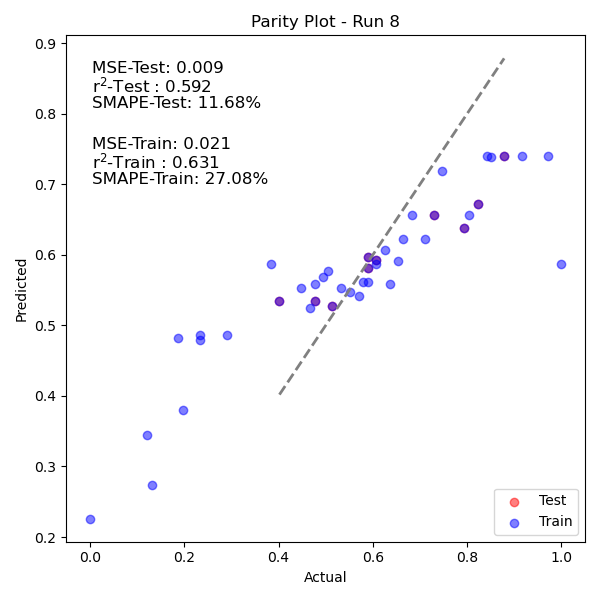 Parity Plot - Run 8
MSE-Test: 0.009
r²-Test : 0.592
SMAPE-Test: 11.68%
MSE-Train: 0.021
r²-Train : 0.631
SMAPE-Train: 27.08%
0.9
0.8
0.7
0.6
0.5
0.4
0.3
0.2
Predicted
Test
Train
0.0 0.2 0.4 0.6 0.8 1.0
Actual